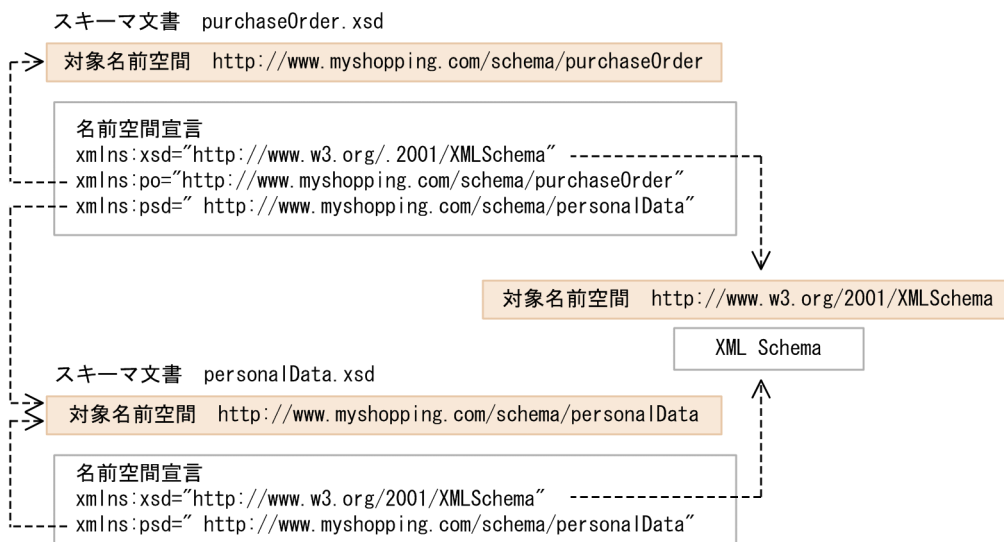 スキーマ文書　purchaseOrder.xsd
対象名前空間　http://www.myshopping.com/schema/purchaseOrder
名前空間宣言
xmlns:xsd="http://www.w3.org/.2001/XMLSchema"
xmlns:po="http://www.myshopping.com/schema/purchaseOrder"
xmlns:psd=" http://www.myshopping.com/schema/personalData"
対象名前空間　http://www.w3.org/2001/XMLSchema
XML Schema
スキーマ文書　personalData.xsd
対象名前空間　http://www.myshopping.com/schema/personalData
名前空間宣言
xmlns:xsd="http://www.w3.org/2001/XMLSchema"
xmlns:psd=" http://www.myshopping.com/schema/personalData"